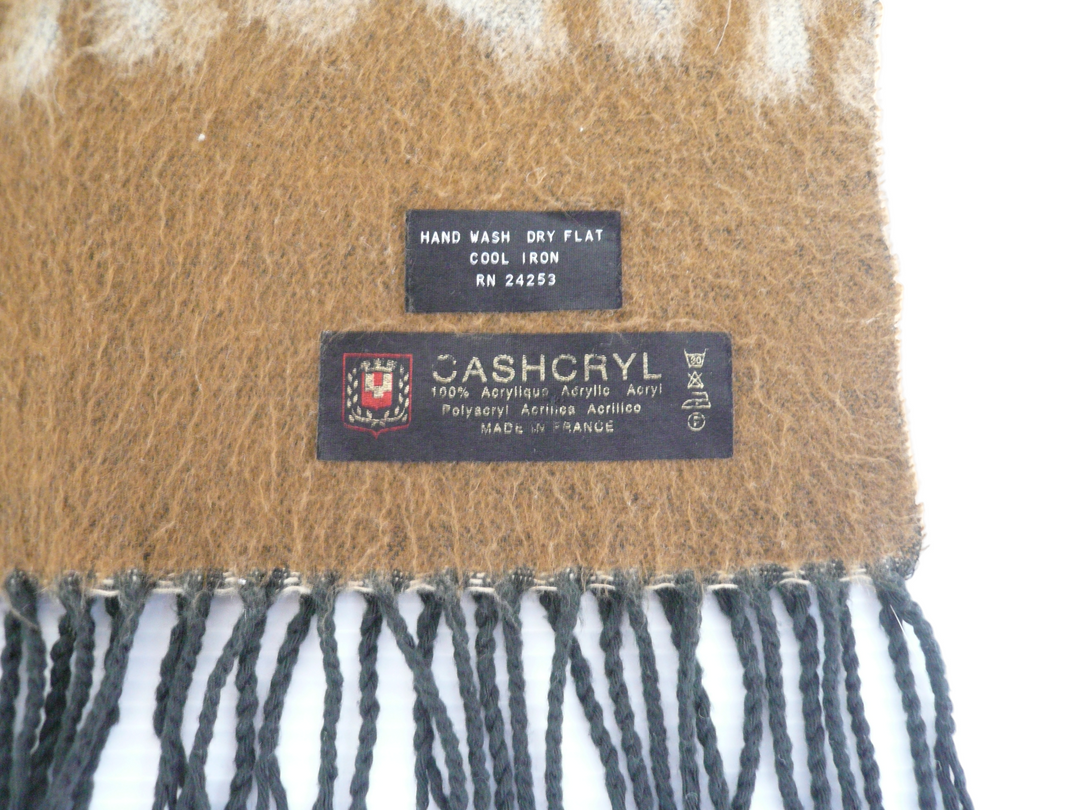 HAND WASH DRY FLAT
COOL IRON
RN 24253
CASHCRYL
100% Acrylique Acrylic Acryl
Polyacryl Acrilica Acrilico
MADE IN FRANCE
30
P